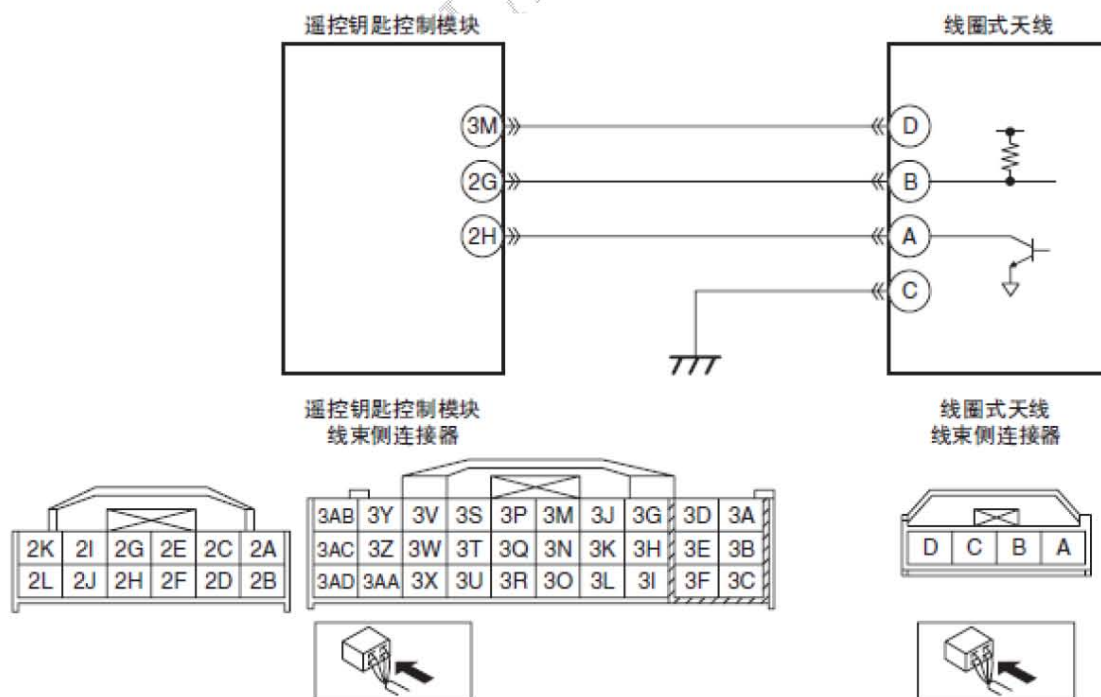 遥控钥匙控制模块
线圈式天线
3M
D
2G
B
2H
A
C
遥控钥匙控制模块
线束侧连接器
线圈式天线
线束侧连接器
2K 2I 2G 2E 2C 2A
2L 2J 2H 2F 2D 2B
3AB 3Y 3V 3S 3P 3M 3J 3G 3D 3A
3AC 3Z 3W 3T 3Q 3N 3K 3H 3E 3B
3AD 3AA 3X 3U 3R 3O 3L 3I 3F 3C
D C B A